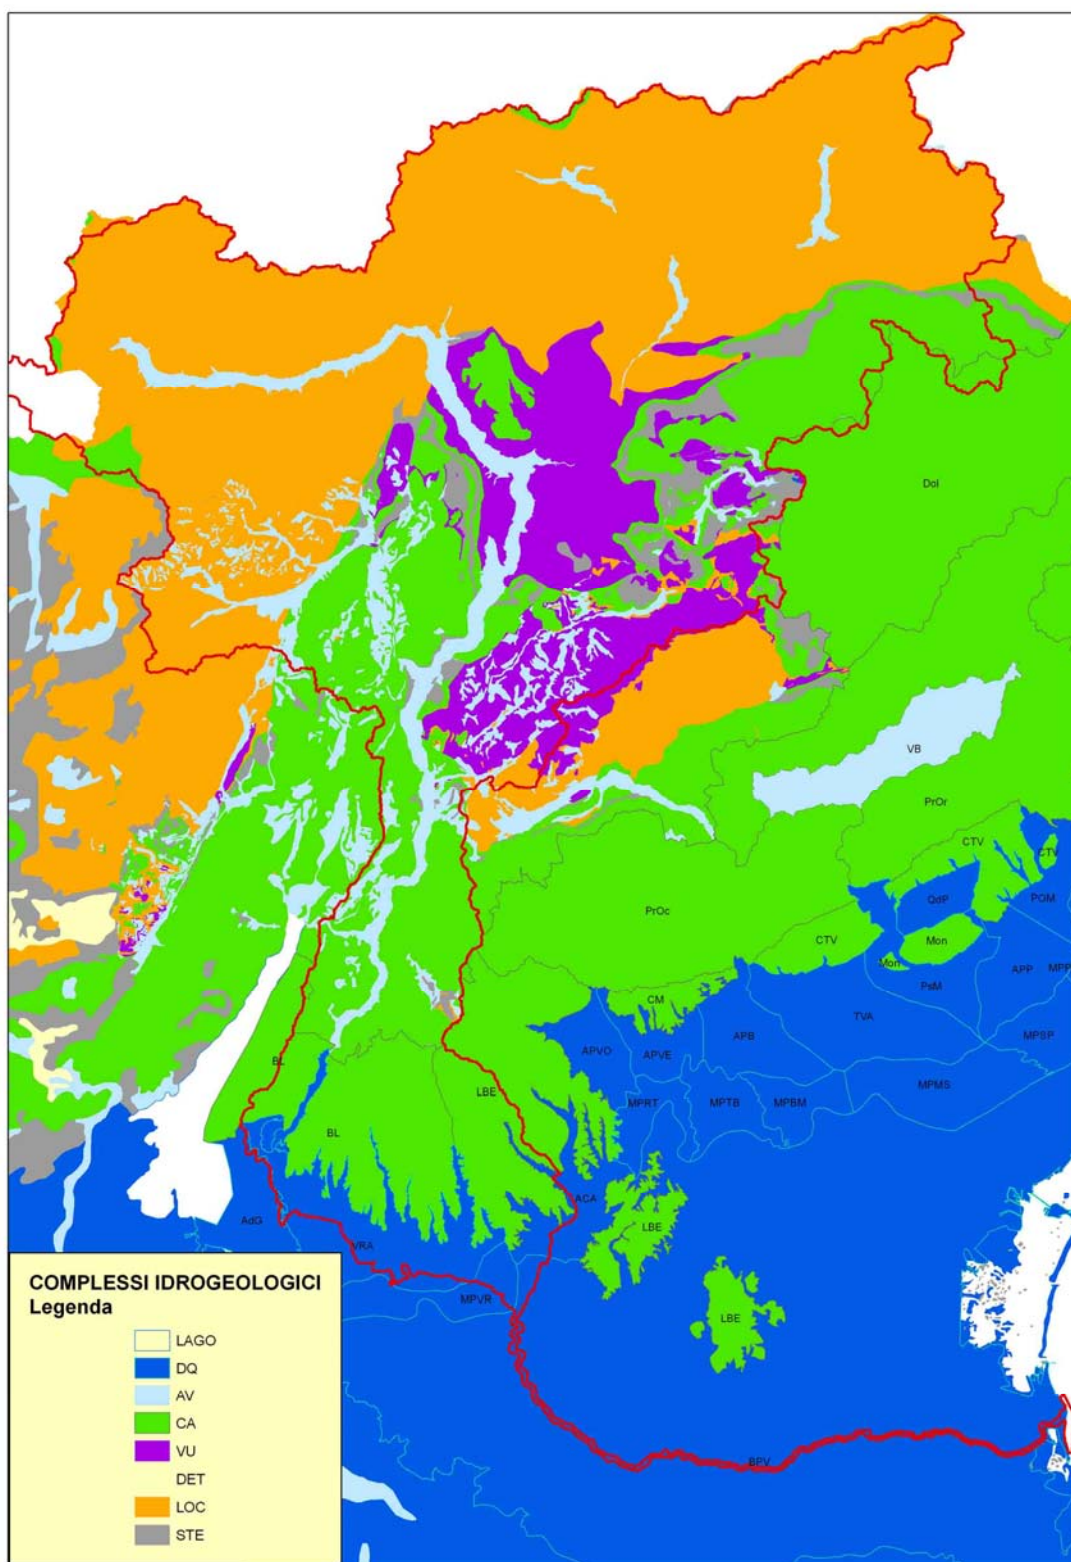 Dol
VB
PrOr
CTV
CTV
QdP
POM
PrOc
CTV
Mon
Mon
PsM
APP
MPP
CM
TVA
APB
MPSP
APVO
APVE
BL
LBE
MPMS
MPRT
MPTB
MPBM
BL
ACA
AdG
LBE
VRA
MPVR
LBE
BPV
COMPLESSI IDROGEOLOGICI
Legenda
LAGO
DQ
AV
CA
VU
DET
LOC
STE